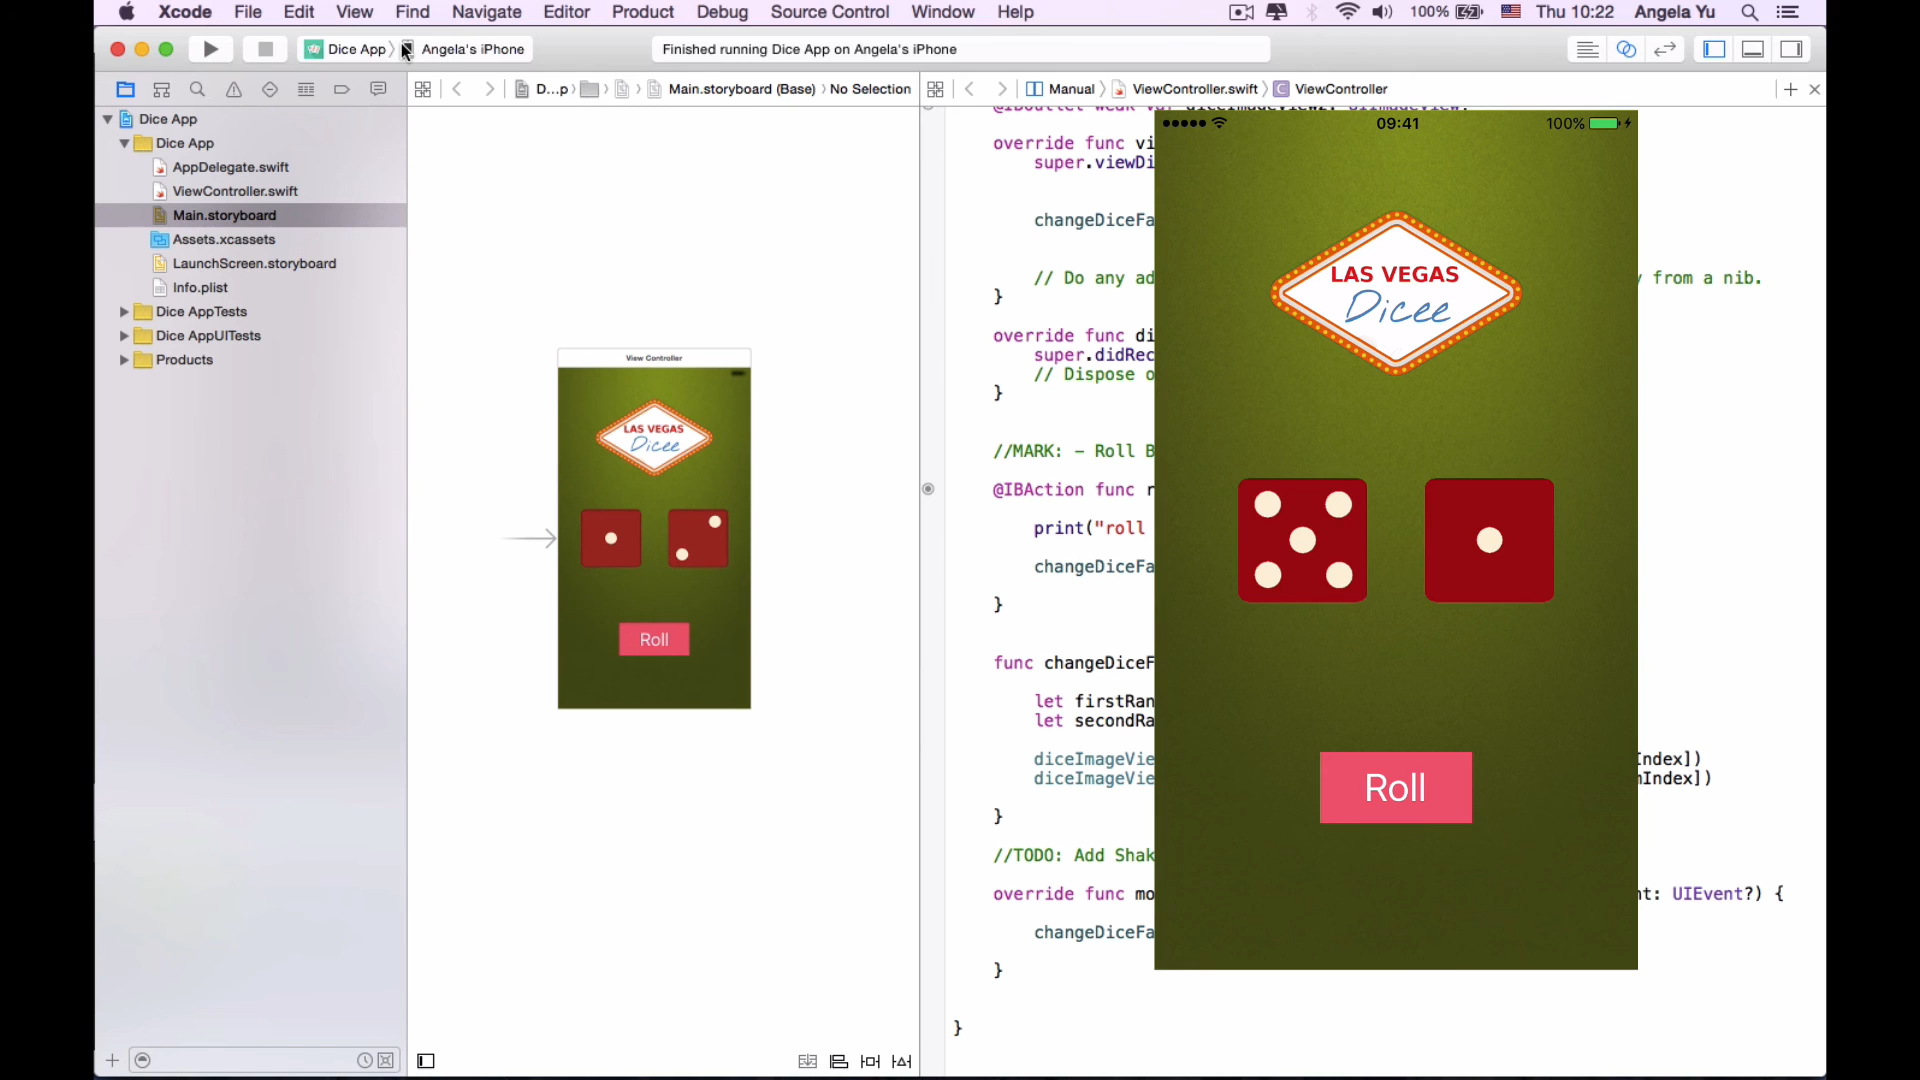 Xcode File Edit View Find Navigate Editor Product Debug Source Control Window Help 100% Thu 10:22 Angela Yu
Dice App Angela's iPhone Finished running Dice App on Angela's iPhone
D...p Main.storyboard (Base) No Selection Manual ViewController.swift C ViewController
Dice App
Dice App
AppDelegate.swift
ViewController.swift
Main.storyboard
Assets.xcassets
LaunchScreen.storyboard
Info.plist
Dice AppTests
Dice AppUITests
Products
View Controller
LAS VEGAS
Dicee
Roll
override func vi
super.viewDi
changeDiceFa
// Do any ad
from a nib.
}
override func di
super.didRec
// Dispose o
}
//MARK: - Roll B
@IBAction func r
print("roll
changeDiceFa
}
func changeDiceF
let firstRan
let secondRa
diceImageVie
Index])
diceImageVie
Index])
}
//TODO: Add Shak
override func mo
nt: UIEvent?) {
changeDiceFa
}
}
09:41 100%
LAS VEGAS
Dicee
Roll